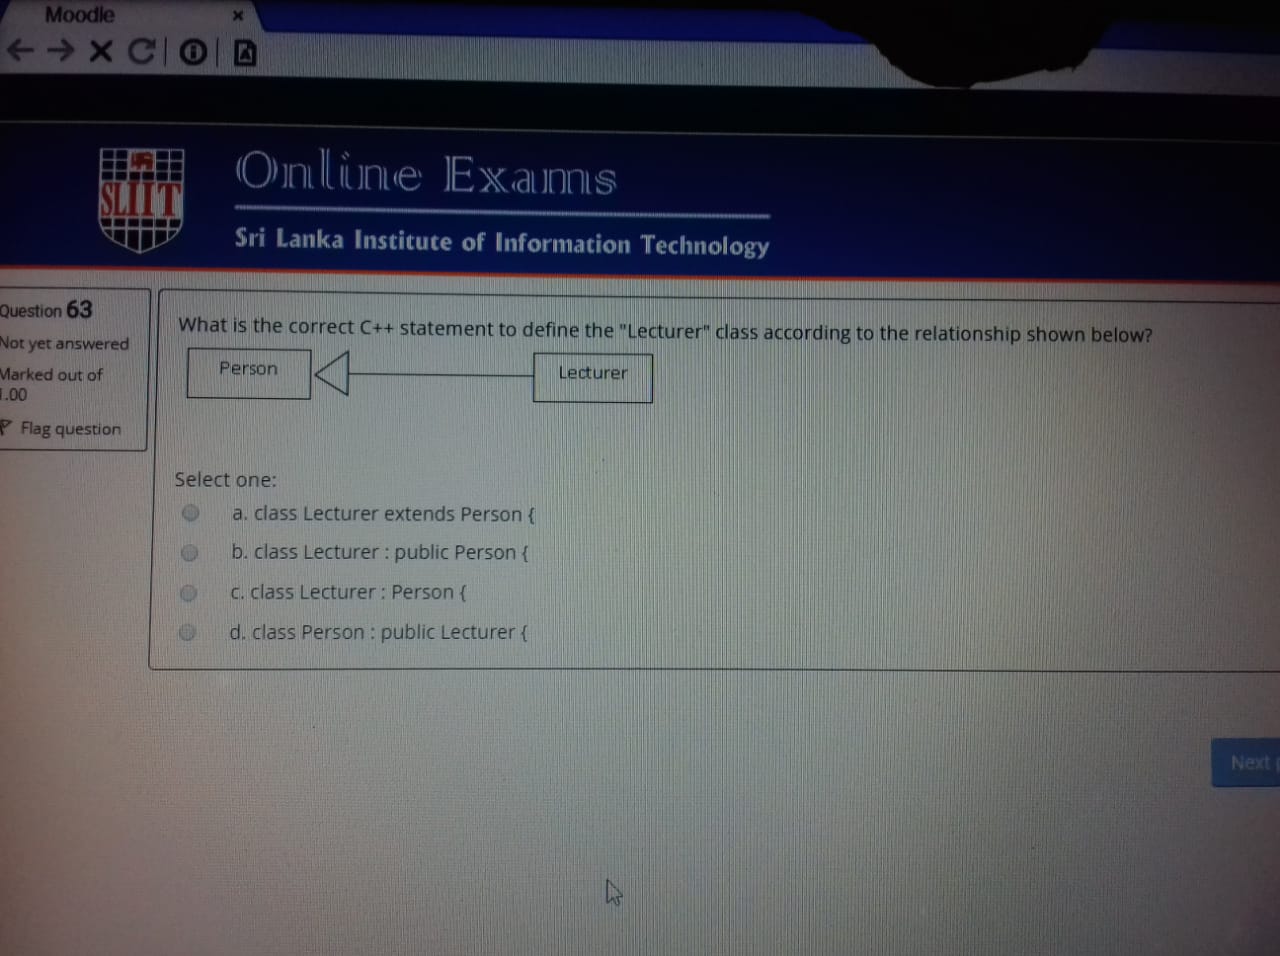 Moodle
SLIIT
Online Exams
Sri Lanka Institute of Information Technology
Question 63
Not yet answered
Marked out of
1.00
Flag question
What is the correct C++ statement to define the "Lecturer" class according to the relationship shown below?
Person
Lecturer
Select one:
a. class Lecturer extends Person {
b. class Lecturer : public Person {
c. class Lecturer : Person {
d. class Person : public Lecturer {
Next